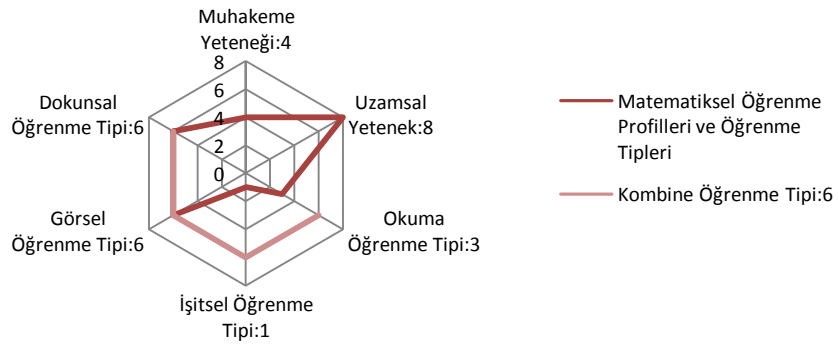 Muhakeme
Yeteneği:4
8
6
4
2
0
Uzamsal
Yetenek:8
Okuma
Öğrenme Tipi:3
İşitsel Öğrenme
Tipi:1
Görsel
Öğrenme Tipi:6
Dokunsal
Öğrenme Tipi:6
Matematiksel Öğrenme
Profilleri ve Öğrenme
Tipleri
Kombine Öğrenme Tipi:6